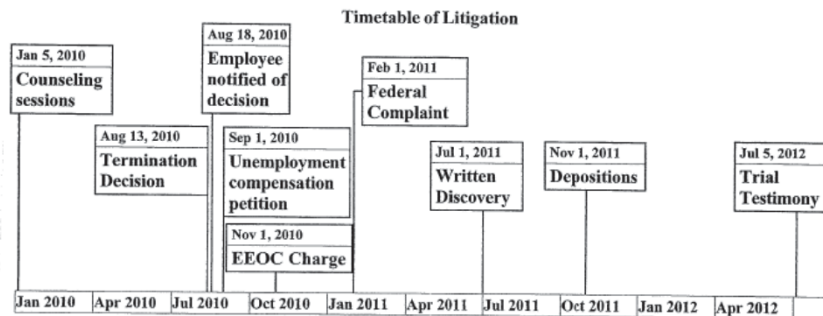 Timetable of Litigation
Jan 5, 2010
Counseling
sessions
Aug 13, 2010
Termination
Decision
Aug 18, 2010
Employee
notified of
decision
Sep 1, 2010
Unemployment
compensation
petition
Nov 1, 2010
EEOC Charge
Feb 1, 2011
Federal
Complaint
Jul 1, 2011
Written
Discovery
Nov 1, 2011
Depositions
Jul 5, 2012
Trial
Testimony
Jan 2010 Apr 2010 Jul 2010 Oct 2010 Jan 2011 Apr 2011 Jul 2011 Oct 2011 Jan 2012 Apr 2012